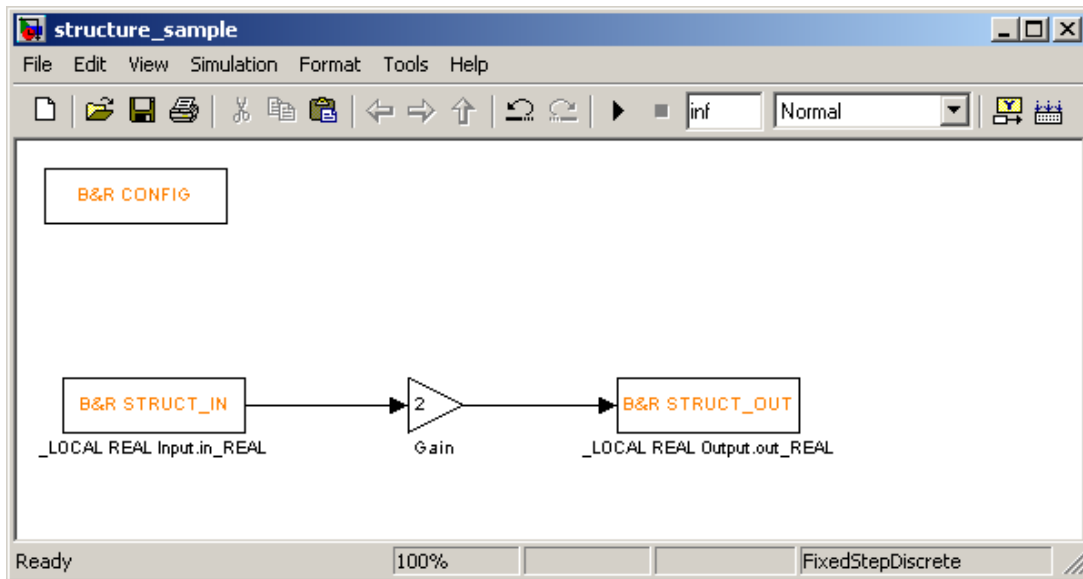 structure_sample
File Edit View Simulation Format Tools Help
inf Normal
B&R CONFIG
B&R STRUCT_IN 2 B&R STRUCT_OUT
_LOCAL REAL Input.in_REAL Gain _LOCAL REAL Output.out_REAL
Ready 100% FixedStepDiscrete